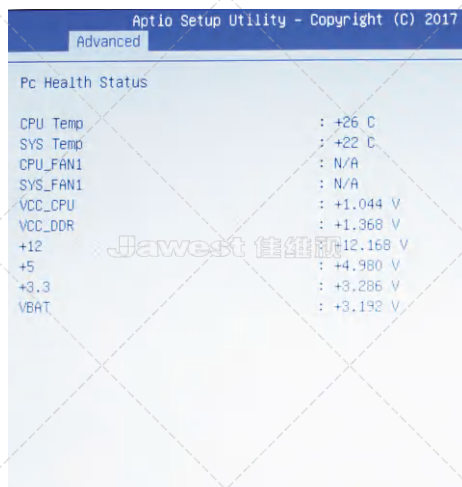 Aptio Setup Utility - Copyright (C) 2017
Advanced
Pc Health Status
CPU Temp : +26 C
SYS Temp : +22 C
CPU_FAN1 : N/A
SYS_FAN1 : N/A
VCC_CPU : +1.044 V
VCC_DDR : +1.368 V
+12 : +12.168 V
Jawest 佳维视
+5 : +4.980 V
+3.3 : +3.286 V
VBAT : +3.192 V